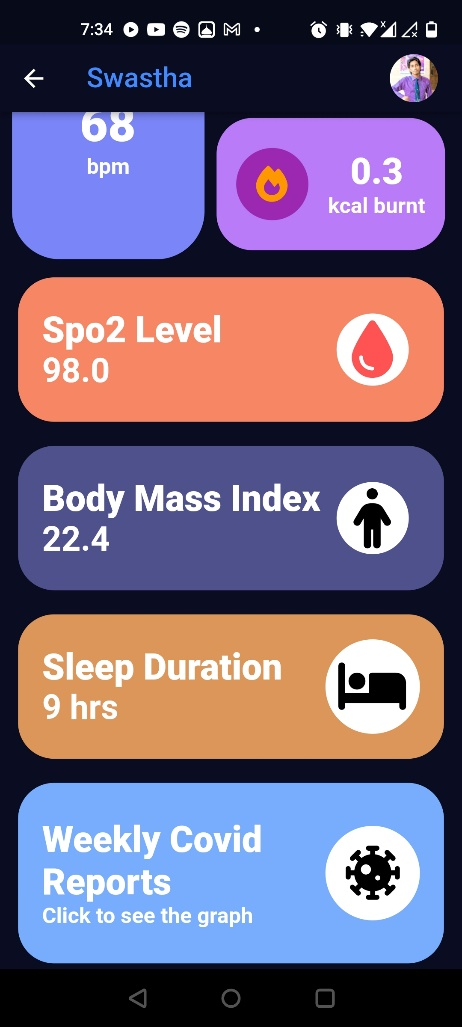 7:34
Swastha
68
bpm
0.3
kcal burnt
Spo2 Level
98.0
Body Mass Index
22.4
Sleep Duration
9 hrs
Weekly Covid
Reports
Click to see the graph